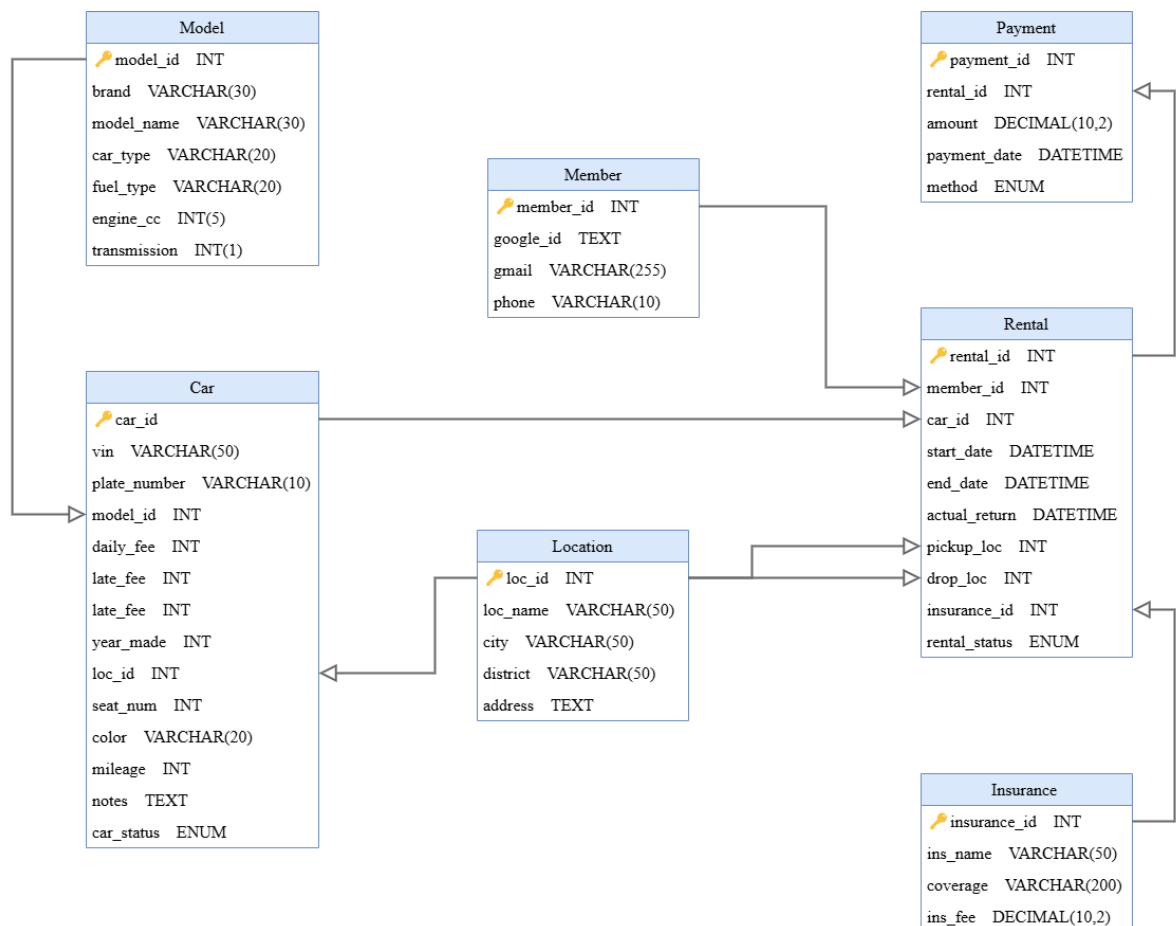 Model
model_id INT
brand VARCHAR(30)
model_name VARCHAR(30)
car_type VARCHAR(20)
fuel_type VARCHAR(20)
engine_cc INT(5)
transmission INT(1)
Payment
payment_id INT
rental_id INT
amount DECIMAL(10,2)
payment_date DATETIME
method ENUM
Member
member_id INT
google_id TEXT
gmail VARCHAR(255)
phone VARCHAR(10)
Rental
rental_id INT
member_id INT
car_id INT
start_date DATETIME
end_date DATETIME
actual_return DATETIME
pickup_loc INT
drop_loc INT
insurance_id INT
rental_status ENUM
Car
car_id
vin VARCHAR(50)
plate_number VARCHAR(10)
model_id INT
daily_fee INT
late_fee INT
late_fee INT
year_made INT
loc_id INT
seat_num INT
color VARCHAR(20)
mileage INT
notes TEXT
car_status ENUM
Location
loc_id INT
loc_name VARCHAR(50)
city VARCHAR(50)
district VARCHAR(50)
address TEXT
Insurance
insurance_id INT
ins_name VARCHAR(50)
coverage VARCHAR(200)
ins_fee DECIMAL(10,2)